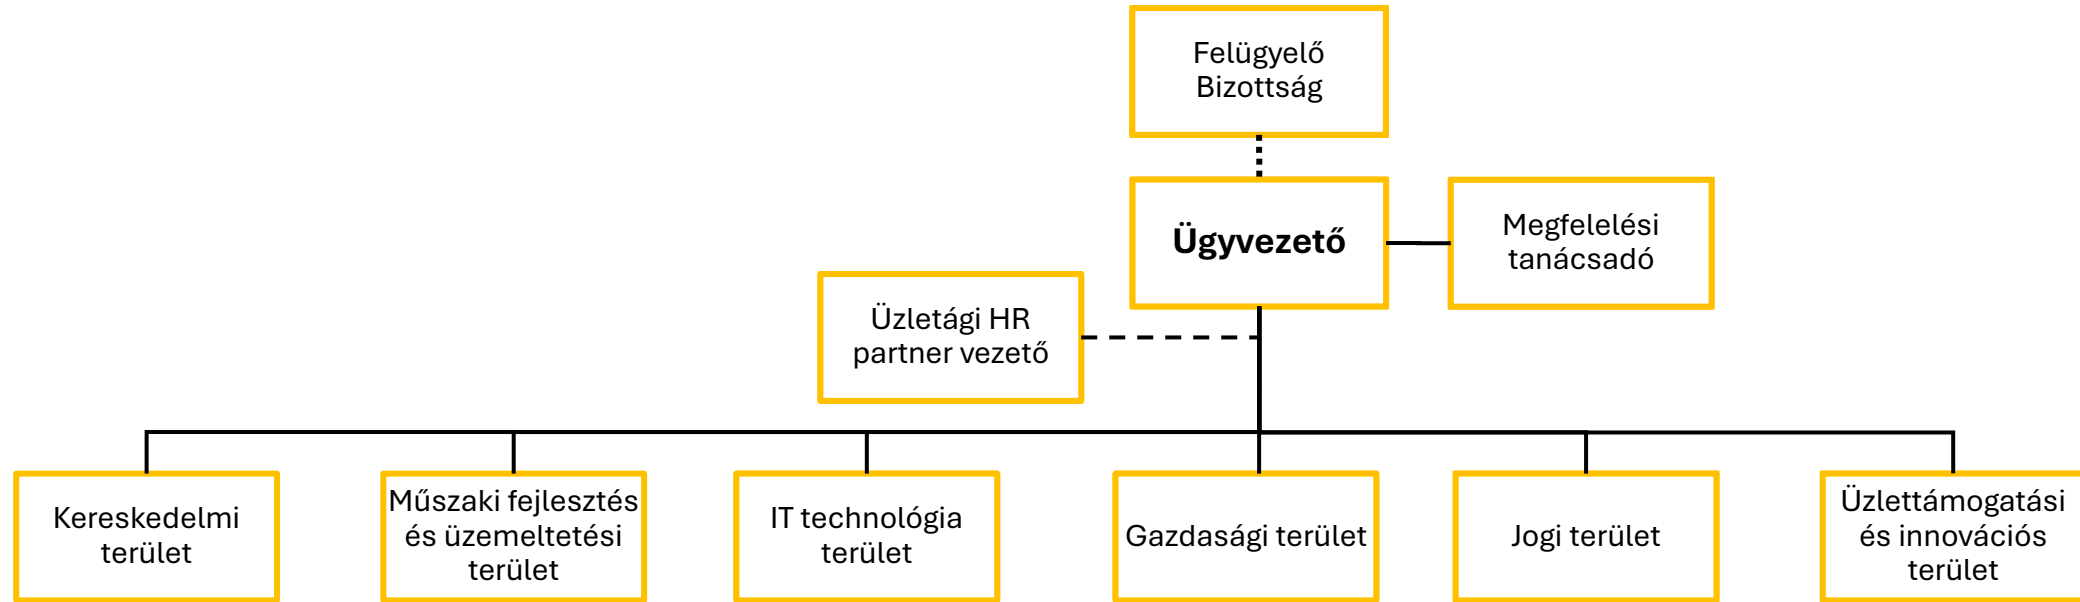 Felügyelő
Bizottság
Ügyvezető
Megfelelési
tanácsadó
Üzletági HR
partner vezető
Kereskedelmi
terület
Műszaki fejlesztés
és üzemeltetési
terület
IT technológia
terület
Gazdasági terület
Jogi terület
Üzlettámogatási
és innovációs
terület